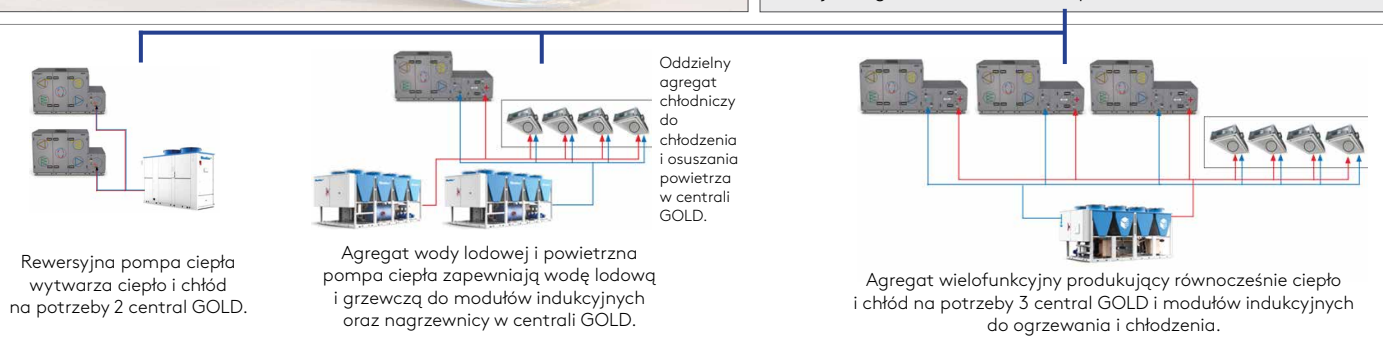 Rewersyjna pompa ciepła
wytwarza ciepło i chłód
na potrzeby 2 central GOLD.
Oddzielny
agregat
chłodniczy
do
chłodzenia
i osuszania
powietrza
w centrali
GOLD.
Agregat wody lodowej i powietrzna
pompa ciepła zapewniają wodę lodową
i grzewczą do modułów indukcyjnych
oraz nagrzewnicy w centrali GOLD.
Agregat wielofunkcyjny produkujący równocześnie ciepło
i chłód na potrzeby 3 central GOLD i modułów indukcyjnych
do ogrzewania i chłodzenia.